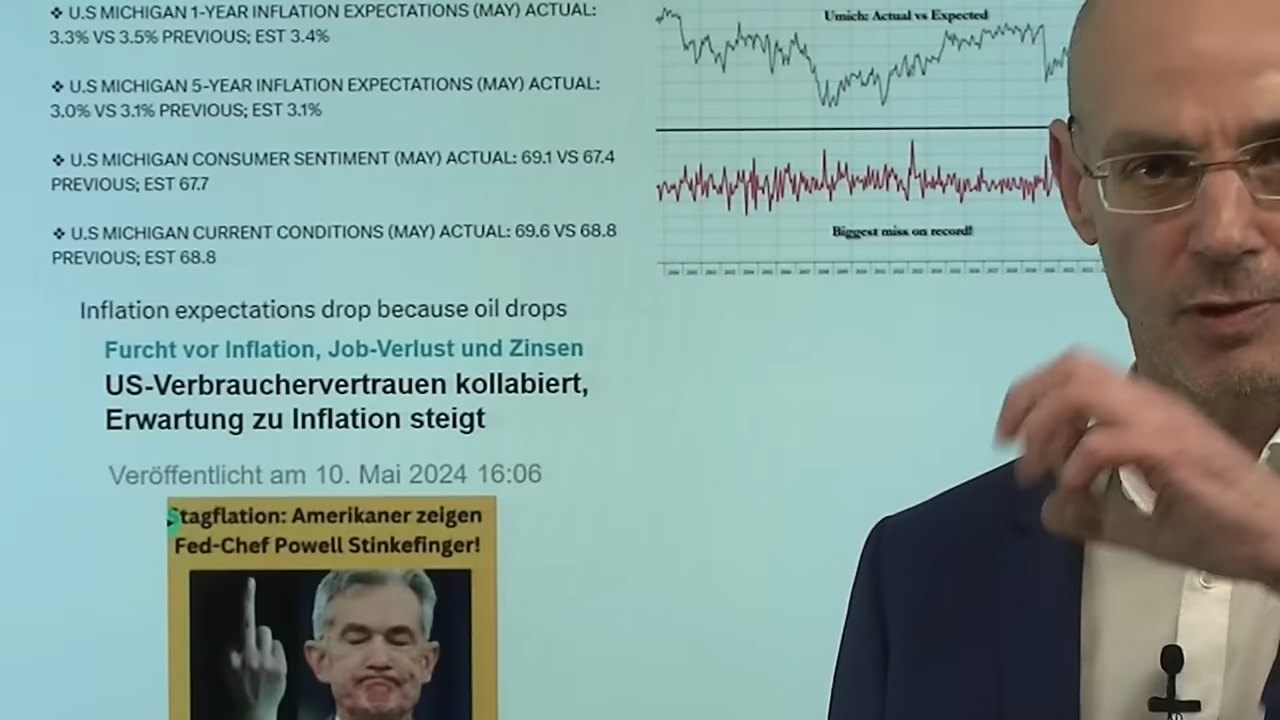 ❖ U.S MICHIGAN 1-YEAR INFLATION EXPECTATIONS (MAY) ACTUAL:
3.3% VS 3.5% PREVIOUS; EST 3.4%
❖ U.S MICHIGAN 5-YEAR INFLATION EXPECTATIONS (MAY) ACTUAL:
3.0% VS 3.1% PREVIOUS; EST 3.1%
❖ U.S MICHIGAN CONSUMER SENTIMENT (MAY) ACTUAL: 69.1 VS 67.4
PREVIOUS; EST 67.7
❖ U.S MICHIGAN CURRENT CONDITIONS (MAY) ACTUAL: 69.6 VS 68.8
PREVIOUS; EST 68.8
Inflation expectations drop because oil drops
Furcht vor Inflation, Job-Verlust und Zinsen
US-Verbrauchervertrauen kollabiert,
Erwartung zu Inflation steigt
Veröffentlicht am 10. Mai 2024 16:06
Stagflation: Amerikaner zeigen
Fed-Chef Powell Stinkefinger!
Umich: Actual vs Expected
Biggest miss on record!